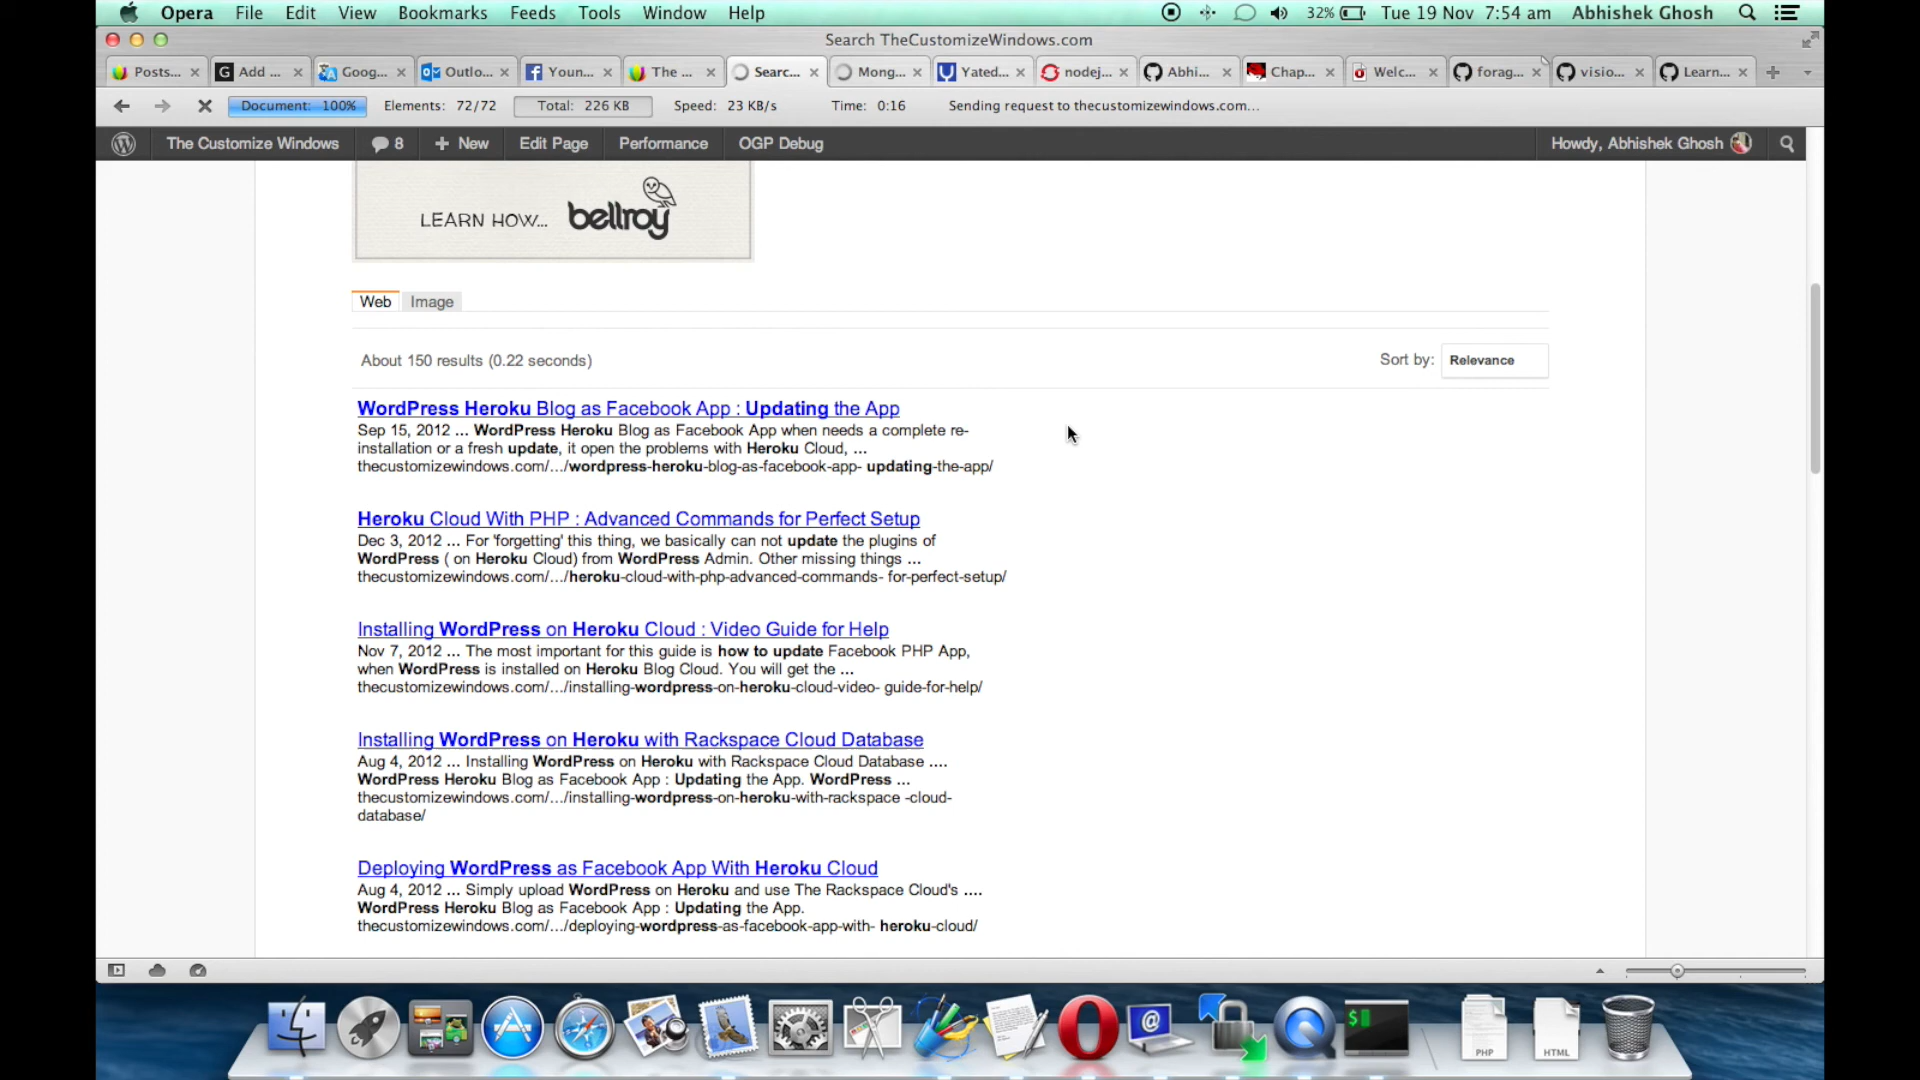 Opera File Edit View Bookmarks Feeds Tools Window Help 32% Tue 19 Nov 7:54 am Abhishek Ghosh
Search TheCustomizeWindows.com
Posts... Add ... Goog... Outlo... Youn... The ... Searc... Mong... Yated... nodej... Abhi... Chap... Welc... forag... visio... Learn...
Document: 100% Elements: 72/72 Total: 226 KB Speed: 23 KB/s Time: 0:16 Sending request to thecustomizewindows.com...
The Customize Windows 8 + New Edit Page Performance OGP Debug Howdy, Abhishek Ghosh
LEARN HOW... bellroy
Web Image
About 150 results (0.22 seconds) Sort by: Relevance
WordPress Heroku Blog as Facebook App : Updating the App
Sep 15, 2012 ... WordPress Heroku Blog as Facebook App when needs a complete re-
installation or a fresh update, it open the problems with Heroku Cloud, ...
thecustomizewindows.com/.../wordpress-heroku-blog-as-facebook-app- updating-the-app/
Heroku Cloud With PHP : Advanced Commands for Perfect Setup
Dec 3, 2012 ... For 'forgetting' this thing, we basically can not update the plugins of
WordPress ( on Heroku Cloud) from WordPress Admin. Other missing things ...
thecustomizewindows.com/.../heroku-cloud-with-php-advanced-commands- for-perfect-setup/
Installing WordPress on Heroku Cloud : Video Guide for Help
Nov 7, 2012 ... The most important for this guide is how to update Facebook PHP App,
when WordPress is installed on Heroku Blog Cloud. You will get the ...
thecustomizewindows.com/.../installing-wordpress-on-heroku-cloud-video- guide-for-help/
Installing WordPress on Heroku with Rackspace Cloud Database
Aug 4, 2012 ... Installing WordPress on Heroku with Rackspace Cloud Database ....
WordPress Heroku Blog as Facebook App : Updating the App. WordPress ...
thecustomizewindows.com/.../installing-wordpress-on-heroku-with-rackspace -cloud-
database/
Deploying WordPress as Facebook App With Heroku Cloud
Aug 4, 2012 ... Simply upload WordPress on Heroku and use The Rackspace Cloud's ....
WordPress Heroku Blog as Facebook App : Updating the App.
thecustomizewindows.com/.../deploying-wordpress-as-facebook-app-with- heroku-cloud/
PHP HTML